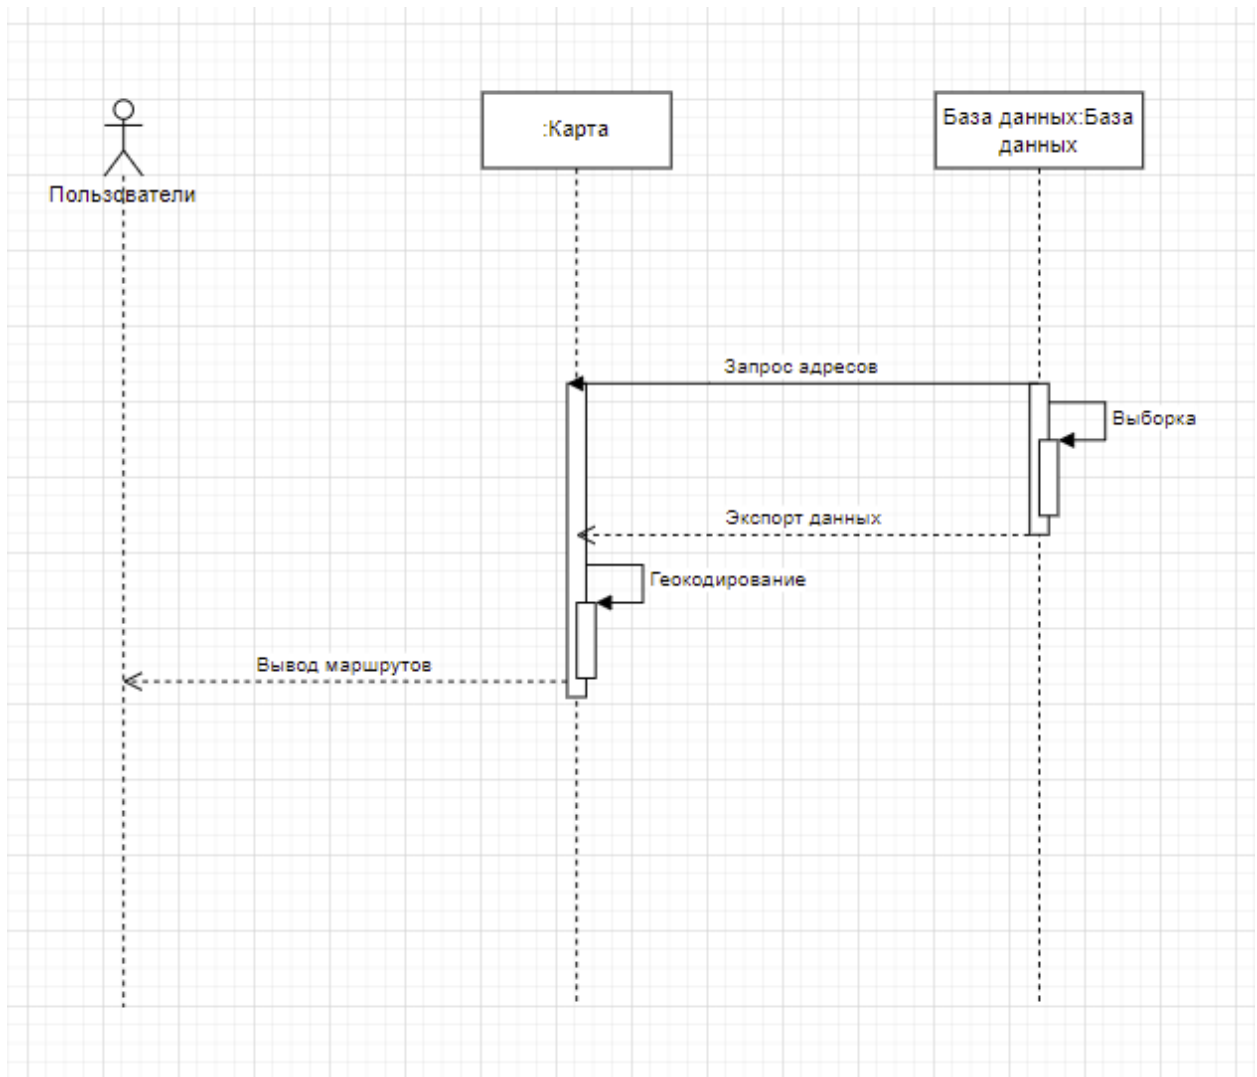 :Карта
База данных:База
данных
Пользователи
Запрос адресов
Выборка
Экспорт данных
Геокодирование
Вывод маршрутов